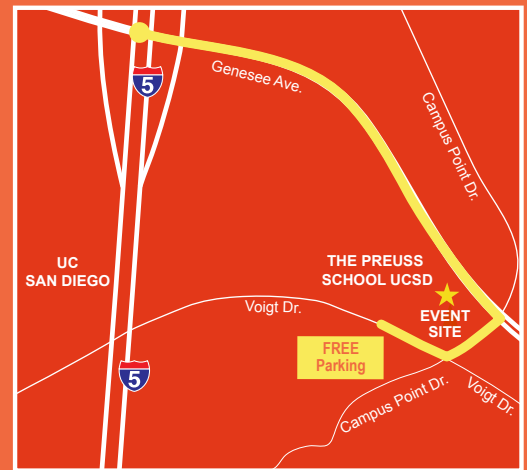 5
Genesee Ave.
Campus Point Dr.
UC
SAN DIEGO
THE PREUSS
SCHOOL UCSD
EVENT
SITE
Voigt Dr.
FREE
Parking
5
Campus Point Dr.
Voigt Dr.